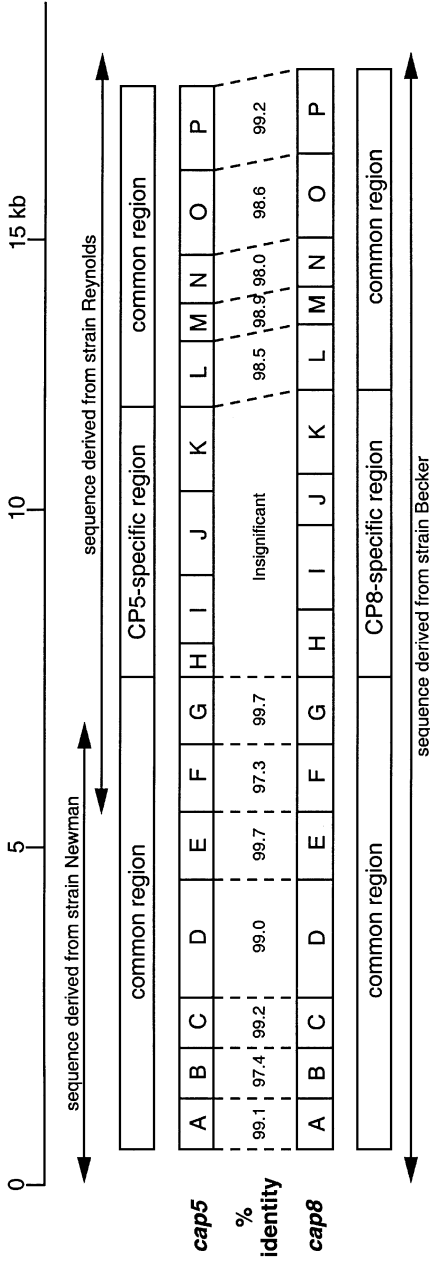 0 5 10 15 kb
sequence derived from strain Newman
sequence derived from strain Reynolds
common region CP5-specific region common region
cap5 A B C D E F G H I J K L M N O P
% identity 99.1 97.4 99.2 99.0 99.7 97.3 99.7 Insignificant 98.5 98.9 98.0 98.6 99.2
cap8 A B C D E F G H I J K L M N O P
common region CP8-specific region common region
sequence derived from strain Becker